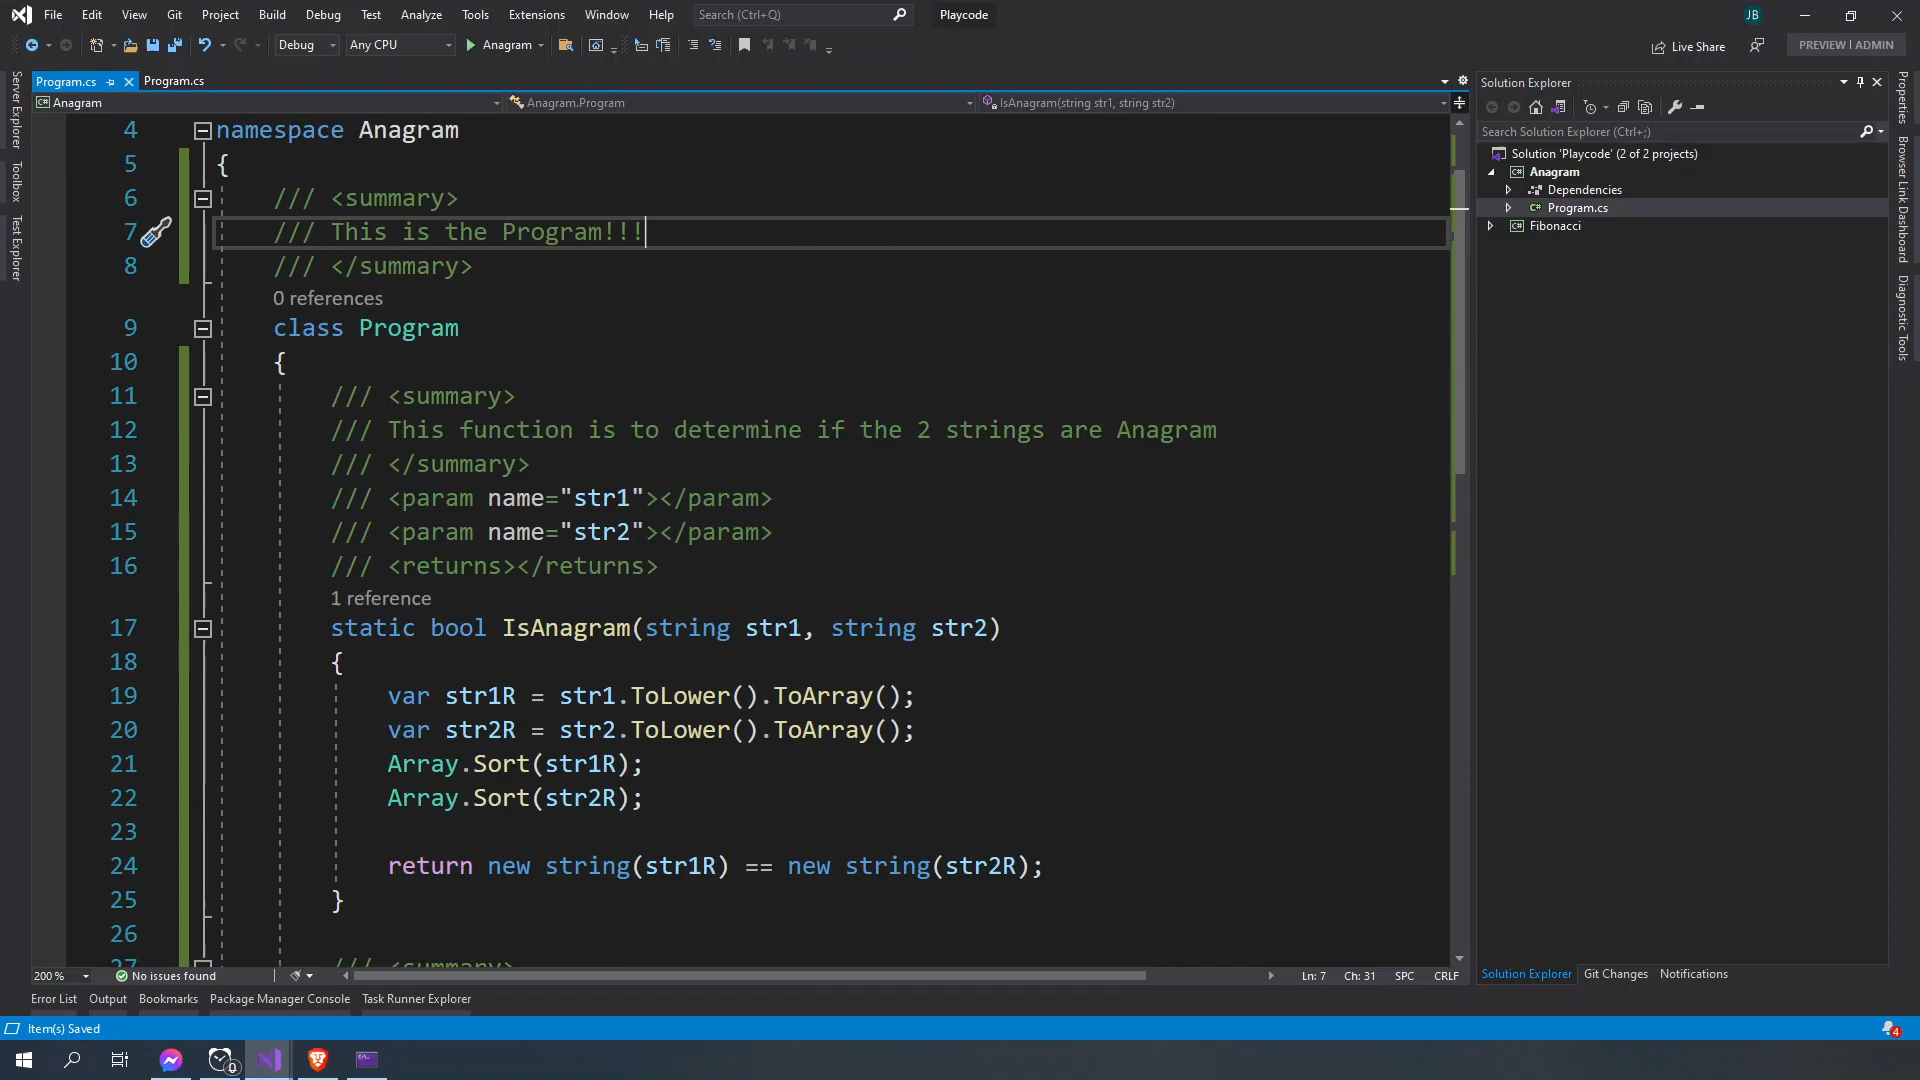 File Edit View Git Project Build Debug Test Analyze Tools Extensions Window Help Search (Ctrl+Q) Playcode JB
Debug Any CPU Anagram Live Share PREVIEW | ADMIN
Program.cs Program.cs
Anagram Anagram.Program IsAnagram(string str1, string str2)
Server Explorer
Toolbox
Test Explorer
4 namespace Anagram
5 {
6 /// <summary>
7 /// This is the Program!!!
8 /// </summary>
0 references
9 class Program
10 {
11 /// <summary>
12 /// This function is to determine if the 2 strings are Anagram
13 /// </summary>
14 /// <param name="str1"></param>
15 /// <param name="str2"></param>
16 /// <returns></returns>
1 reference
17 static bool IsAnagram(string str1, string str2)
18 {
19 var str1R = str1.ToLower().ToArray();
20 var str2R = str2.ToLower().ToArray();
21 Array.Sort(str1R);
22 Array.Sort(str2R);
23
24 return new string(str1R) == new string(str2R);
25 }
26
27 /// <summary>
200 % No issues found Ln: 7 Ch: 31 SPC CRLF
Solution Explorer
Search Solution Explorer (Ctrl+;)
Solution 'Playcode' (2 of 2 projects)
Anagram
Dependencies
C# Program.cs
C# Fibonacci
Solution Explorer Git Changes Notifications
Properties
Browser Link Dashboard
Diagnostic Tools
Error List Output Bookmarks Package Manager Console Task Runner Explorer
Item(s) Saved 4